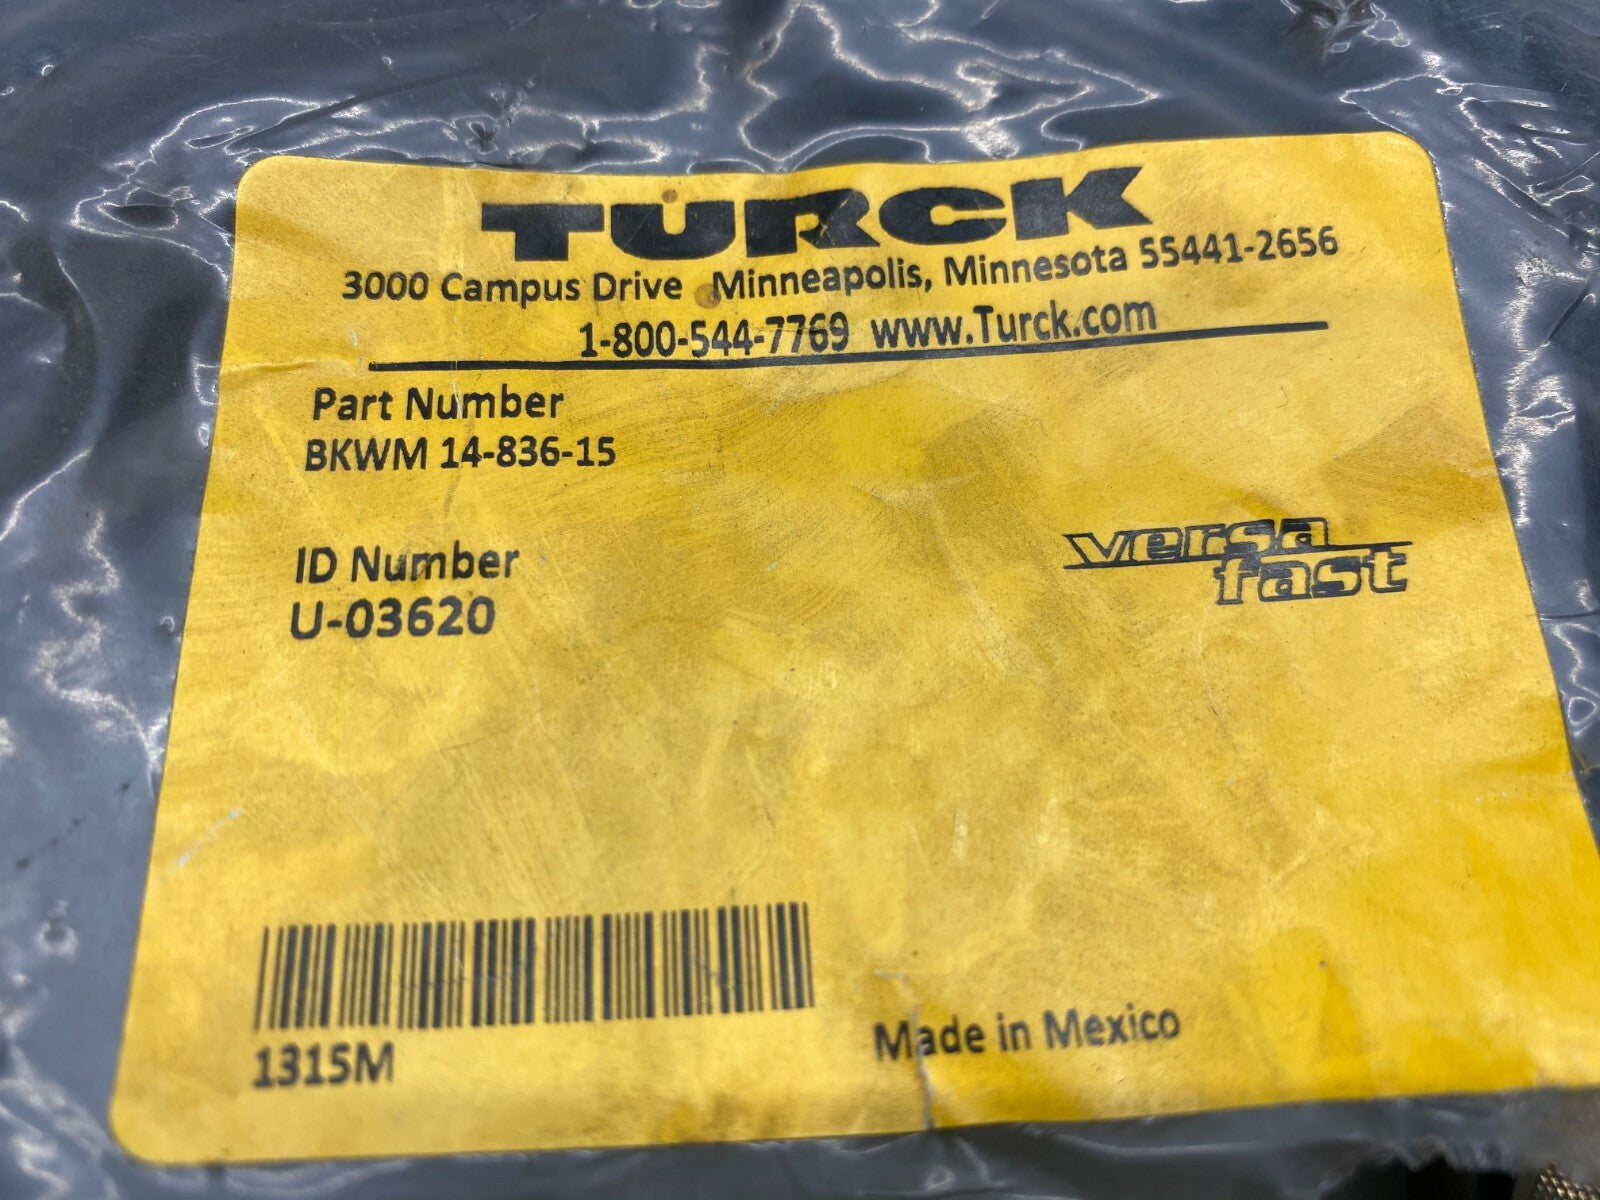 TURCK
3000 Campus Drive Minneapolis, Minnesota 55441-2656
1-800-544-7769 www.Turck.com
Part Number
BKWM 14-836-15
ID Number
U-03620
versa
fast
1315M
Made in Mexico